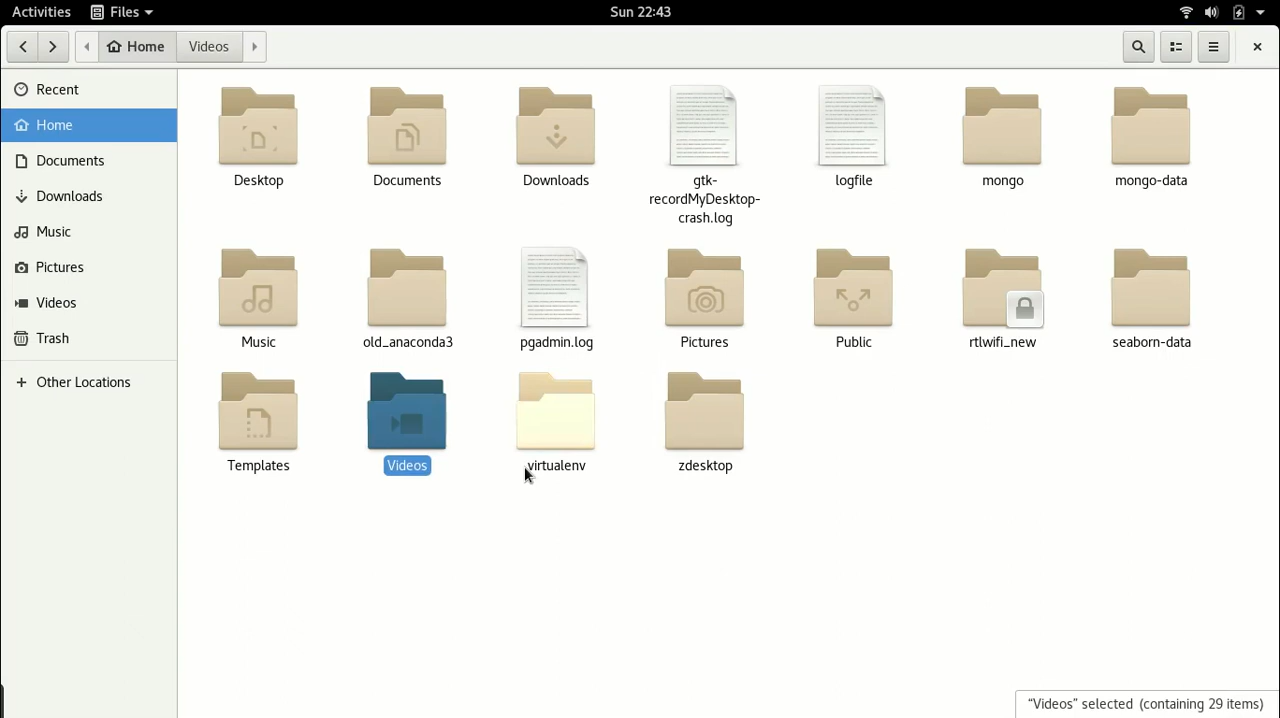 Activities Files Sun 22:43
Home Videos
Recent
Home
Documents
Downloads
Music
Pictures
Videos
Trash
Other Locations
Desktop Documents Downloads gtk- logfile mongo mongo-data
recordMyDesktop-
crash.log
Music old_anaconda3 pgadmin.log Pictures Public rtlwifi_new seaborn-data
Templates Videos virtualenv zdesktop
“Videos” selected (containing 29 items)